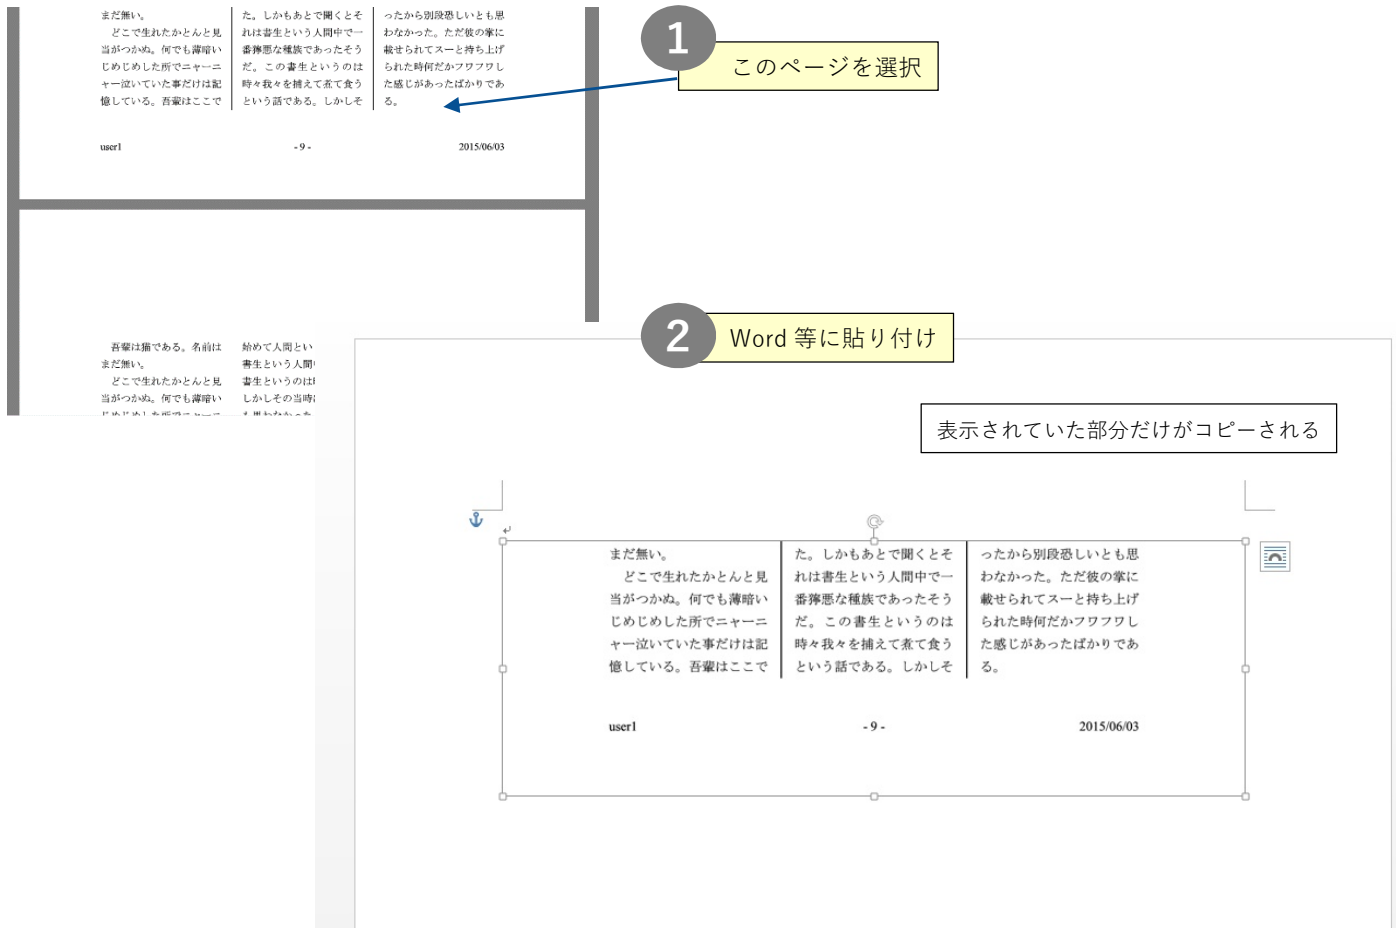 まだ無い。
　どこで生れたかとんと見
当がつかぬ。何でも薄暗い
じめじめした所でニャーニ
ャー泣いていた事だけは記
憶している。吾輩はここで
た。しかもあとで聞くとそ
れは書生という人間中で一
番獰悪な種族であったそう
だ。この書生というのは
時々我々を捕えて煮て食う
という話である。しかしそ
ったから別段恐しいとも思
わなかった。ただ彼の掌に
載せられてスーと持ち上げ
られた時何だかフワフワし
た感じがあったばかりであ
る。
user1 - 9 - 2015/06/03
1
このページを選択
　吾輩は猫である。名前は
まだ無い。
　どこで生れたかとんと見
当がつかぬ。何でも薄暗い
じめじめした所でニャーニ
始めて人間とい
書生という人間
書生というのは
しかしその当時
も思わなかった
2
Word 等に貼り付け
表示されていた部分だけがコピーされる
まだ無い。
　どこで生れたかとんと見
当がつかぬ。何でも薄暗い
じめじめした所でニャーニ
ャー泣いていた事だけは記
憶している。吾輩はここで
た。しかもあとで聞くとそ
れは書生という人間中で一
番獰悪な種族であったそう
だ。この書生というのは
時々我々を捕えて煮て食う
という話である。しかしそ
ったから別段恐しいとも思
わなかった。ただ彼の掌に
載せられてスーと持ち上げ
られた時何だかフワフワし
た感じがあったばかりであ
る。
user1 - 9 - 2015/06/03